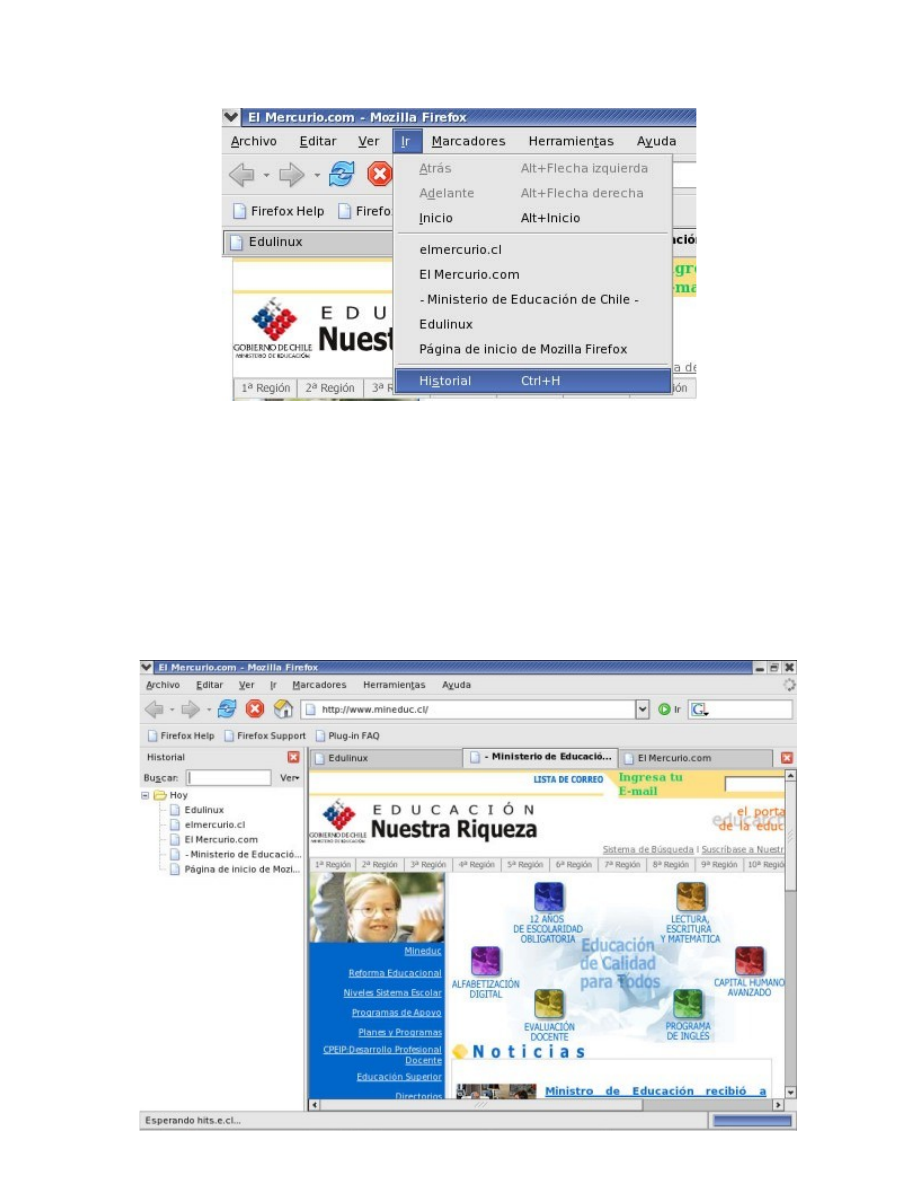 El Mercurio.com - Mozilla Firefox
Archivo Editar Ver Ir Marcadores Herramientas Ayuda
Atrás Alt+Flecha izquierda
Adelante Alt+Flecha derecha
Firefox Help Firefo
Inicio Alt+Inicio
Edulinux
elmercurio.cl
El Mercurio.com
- Ministerio de Educación de Chile -
Edulinux
Página de inicio de Mozilla Firefox
E D U
Nuest
GOBIERNO DE CHILE
MINISTERIO DE EDUCACIÓN
Historial Ctrl+H
1ª Región 2ª Región 3ª R
El Mercurio.com - Mozilla Firefox
Archivo Editar Ver Ir Marcadores Herramientas Ayuda
http://www.mineduc.cl/ Ir
Firefox Help Firefox Support Plug-in FAQ
Historial
Buscar: Ver
Hoy
Edulinux
elmercurio.cl
El Mercurio.com
- Ministerio de Educació...
Página de inicio de Mozi...
Edulinux - Ministerio de Educació... El Mercurio.com
LISTA DE CORREO Ingresa tu
E-mail
EDUCACIÓN
Nuestra Riqueza
GOBIERNO DE CHILE
MINISTERIO DE EDUCACIÓN
el porta
de la educ
Sistema de Búsqueda | Suscríbase a Nuestr
1ª Región 2ª Región 3ª Región 4ª Región 5ª Región 6ª Región 7ª Región 8ª Región 9ª Región 10ª Regió
Mineduc
Reforma Educacional
Niveles Sistema Escolar
Programas de Apoyo
Planes y Programas
CPEIP:Desarrollo Profesional
Docente
Educación Superior
Directorios
12 AÑOS
DE ESCOLARIDAD
OBLIGATORIA
LECTURA,
ESCRITURA
Y MATEMATICA
Educación
de Calidad
para Todos
ALFABETIZACIÓN
DIGITAL
CAPITAL HUMANO
AVANZADO
EVALUACIÓN
DOCENTE
PROGRAMA
DE INGLÉS
Noticias
Ministro de Educación recibió a
Esperando hits.e.cl...